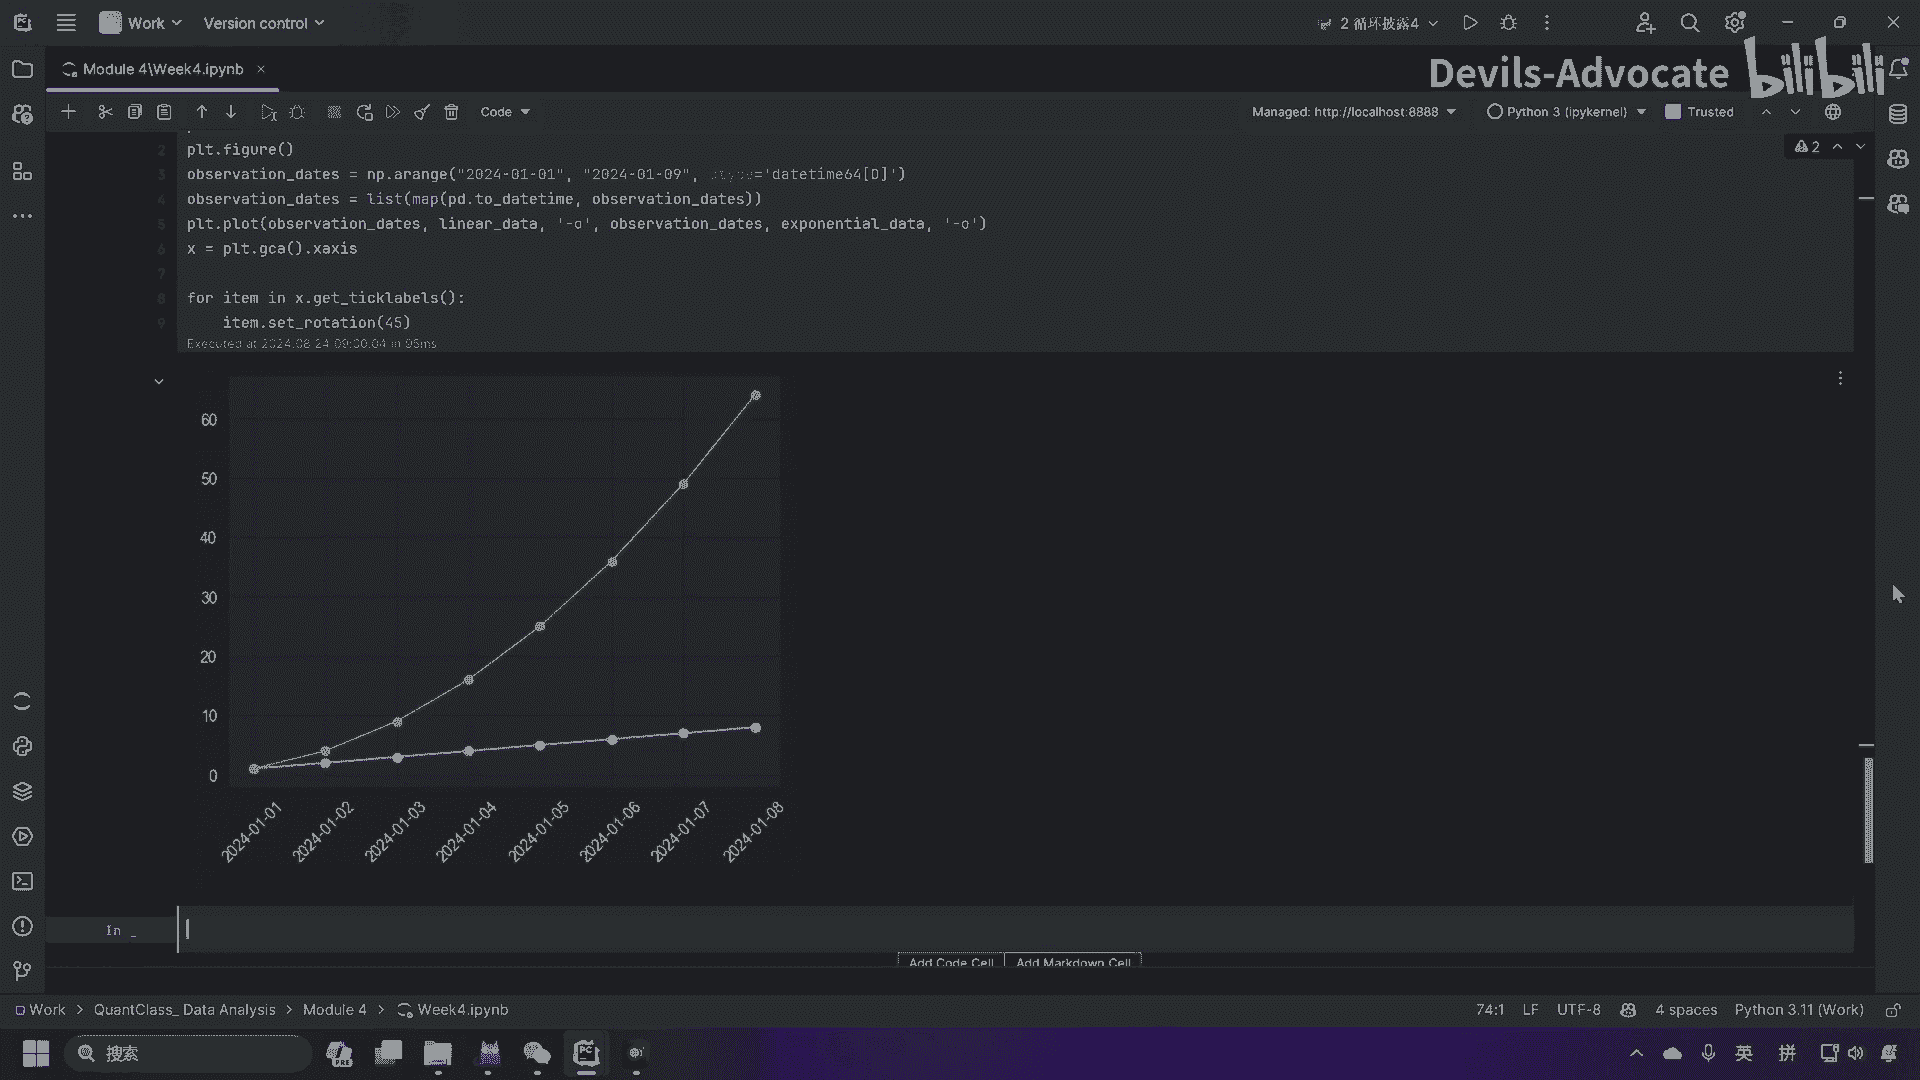 Work
Version control
2 循环披露4
Module 4\Week4.ipynb
Devils-Advocate
bilibili
Code
Managed: http://localhost:8888
Python 3 (ipykernel)
Trusted
2
2 plt.figure()
3 observation_dates = np.arange("2024-01-01", "2024-01-09", dtype='datetime64[D]')
4 observation_dates = list(map(pd.to_datetime, observation_dates))
5 plt.plot(observation_dates, linear_data, '-o', observation_dates, exponential_data, '-o')
6 x = plt.gca().xaxis
7
8 for item in x.get_ticklabels():
9 item.set_rotation(45)
Executed at 2024.08.24 09:00:04 in 96ms
60
50
40
30
20
10
0
2024-01-01
2024-01-02
2024-01-03
2024-01-04
2024-01-05
2024-01-06
2024-01-07
2024-01-08
In _
Add Code Cell
Add Markdown Cell
Work > QuantClass_ Data Analysis > Module 4 > Week4.ipynb
74:1
LF
UTF-8
4 spaces
Python 3.11 (Work)
搜索
PRE
PC
英
拼